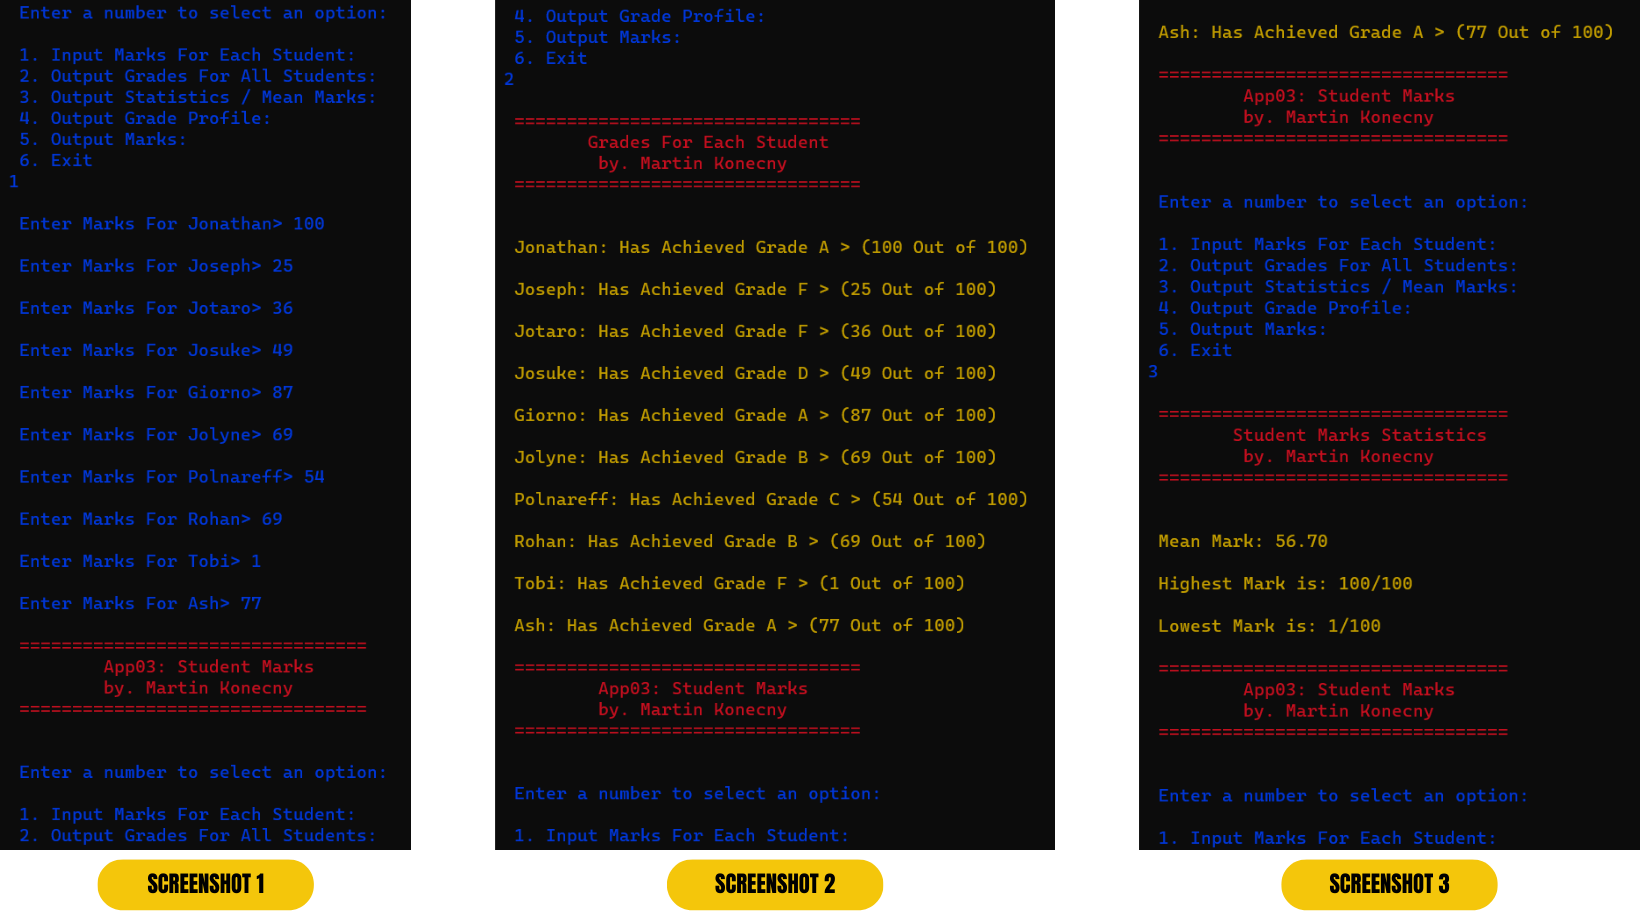 Enter a number to select an option:
1. Input Marks For Each Student:
2. Output Grades For All Students:
3. Output Statistics / Mean Marks:
4. Output Grade Profile:
5. Output Marks:
6. Exit
1
Enter Marks For Jonathan> 100
Enter Marks For Joseph> 25
Enter Marks For Jotaro> 36
Enter Marks For Josuke> 49
Enter Marks For Giorno> 87
Enter Marks For Jolyne> 69
Enter Marks For Polnareff> 54
Enter Marks For Rohan> 69
Enter Marks For Tobi> 1
Enter Marks For Ash> 77
=================================
App03: Student Marks
by. Martin Konecny
=================================
Enter a number to select an option:
1. Input Marks For Each Student:
2. Output Grades For All Students:
SCREENSHOT 1
4. Output Grade Profile:
5. Output Marks:
6. Exit
2
=================================
Grades For Each Student
by. Martin Konecny
=================================
Jonathan: Has Achieved Grade A > (100 Out of 100)
Joseph: Has Achieved Grade F > (25 Out of 100)
Jotaro: Has Achieved Grade F > (36 Out of 100)
Josuke: Has Achieved Grade D > (49 Out of 100)
Giorno: Has Achieved Grade A > (87 Out of 100)
Jolyne: Has Achieved Grade B > (69 Out of 100)
Polnareff: Has Achieved Grade C > (54 Out of 100)
Rohan: Has Achieved Grade B > (69 Out of 100)
Tobi: Has Achieved Grade F > (1 Out of 100)
Ash: Has Achieved Grade A > (77 Out of 100)
=================================
App03: Student Marks
by. Martin Konecny
=================================
Enter a number to select an option:
1. Input Marks For Each Student:
SCREENSHOT 2
Ash: Has Achieved Grade A > (77 Out of 100)
=================================
App03: Student Marks
by. Martin Konecny
=================================
Enter a number to select an option:
1. Input Marks For Each Student:
2. Output Grades For All Students:
3. Output Statistics / Mean Marks:
4. Output Grade Profile:
5. Output Marks:
6. Exit
3
=================================
Student Marks Statistics
by. Martin Konecny
=================================
Mean Mark: 56.70
Highest Mark is: 100/100
Lowest Mark is: 1/100
=================================
App03: Student Marks
by. Martin Konecny
=================================
Enter a number to select an option:
1. Input Marks For Each Student:
SCREENSHOT 3